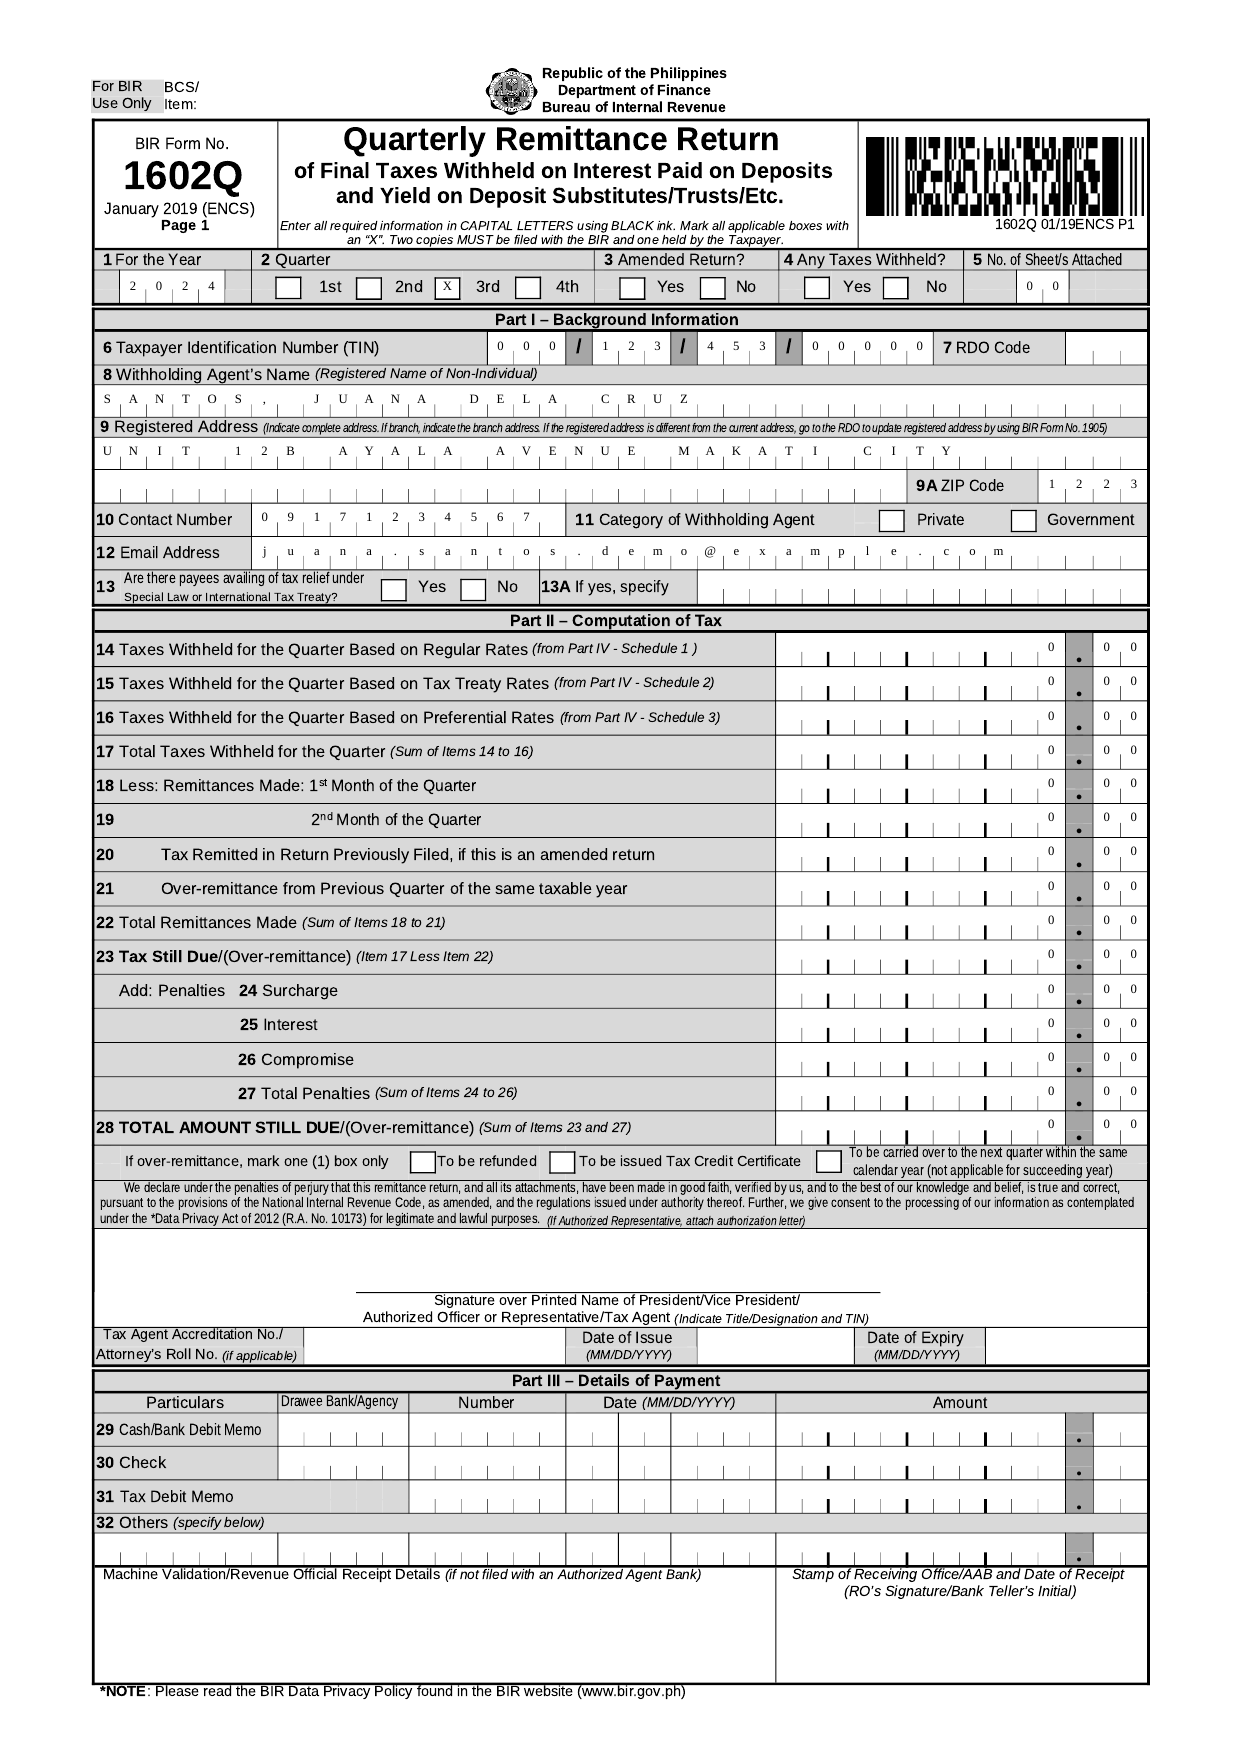 For BIR Use Only BCS/ Item:
Republic of the Philippines
Department of Finance
Bureau of Internal Revenue
BIR Form No.
1602Q
January 2019 (ENCS)
Page 1
Quarterly Remittance Return
of Final Taxes Withheld on Interest Paid on Deposits
and Yield on Deposit Substitutes/Trusts/Etc.
Enter all required information in CAPITAL LETTERS using BLACK ink. Mark all applicable boxes with
an “X”. Two copies MUST be filed with the BIR and one held by the Taxpayer.
1602Q 01/19ENCS P1
1 For the Year 2 Quarter 3 Amended Return? 4 Any Taxes Withheld? 5 No. of Sheet/s Attached
2 0 2 4 1st 2nd X 3rd 4th Yes No Yes No 0 0
Part I – Background Information
6 Taxpayer Identification Number (TIN) 0 0 0 / 1 2 3 / 4 5 3 / 0 0 0 0 0 7 RDO Code
8 Withholding Agent’s Name (Registered Name of Non-Individual)
SANTOS, JUANA DELA CRUZ
9 Registered Address (Indicate complete address. If branch, indicate the branch address. If the registered address is different from the current address, go to the RDO to update registered address by using BIR Form No. 1905)
UNIT 12B AYALA AVENUE MAKATI CITY
9A ZIP Code 1 2 2 3
10 Contact Number 09171234567 11 Category of Withholding Agent Private Government
12 Email Address juana.santos.demo@example.com
13 Are there payees availing of tax relief under Special Law or International Tax Treaty? Yes No 13A If yes, specify
Part II – Computation of Tax
14 Taxes Withheld for the Quarter Based on Regular Rates (from Part IV - Schedule 1 ) 0 . 0 0
15 Taxes Withheld for the Quarter Based on Tax Treaty Rates (from Part IV - Schedule 2) 0 . 0 0
16 Taxes Withheld for the Quarter Based on Preferential Rates (from Part IV - Schedule 3) 0 . 0 0
17 Total Taxes Withheld for the Quarter (Sum of Items 14 to 16) 0 . 0 0
18 Less: Remittances Made: 1st Month of the Quarter 0 . 0 0
19 2nd Month of the Quarter 0 . 0 0
20 Tax Remitted in Return Previously Filed, if this is an amended return 0 . 0 0
21 Over-remittance from Previous Quarter of the same taxable year 0 . 0 0
22 Total Remittances Made (Sum of Items 18 to 21) 0 . 0 0
23 Tax Still Due/(Over-remittance) (Item 17 Less Item 22) 0 . 0 0
Add: Penalties 24 Surcharge 0 . 0 0
25 Interest 0 . 0 0
26 Compromise 0 . 0 0
27 Total Penalties (Sum of Items 24 to 26) 0 . 0 0
28 TOTAL AMOUNT STILL DUE/(Over-remittance) (Sum of Items 23 and 27) 0 . 0 0
If over-remittance, mark one (1) box only To be refunded To be issued Tax Credit Certificate To be carried over to the next quarter within the same calendar year (not applicable for succeeding year)
We declare under the penalties of perjury that this remittance return, and all its attachments, have been made in good faith, verified by us, and to the best of our knowledge and belief, is true and correct,
pursuant to the provisions of the National Internal Revenue Code, as amended, and the regulations issued under authority thereof. Further, we give consent to the processing of our information as contemplated
under the *Data Privacy Act of 2012 (R.A. No. 10173) for legitimate and lawful purposes. (If Authorized Representative, attach authorization letter)
Signature over Printed Name of President/Vice President/
Authorized Officer or Representative/Tax Agent (Indicate Title/Designation and TIN)
Tax Agent Accreditation No./ Attorney’s Roll No. (if applicable) Date of Issue (MM/DD/YYYY) Date of Expiry (MM/DD/YYYY)
Part III – Details of Payment
Particulars Drawee Bank/Agency Number Date (MM/DD/YYYY) Amount
29 Cash/Bank Debit Memo .
30 Check .
31 Tax Debit Memo .
32 Others (specify below)
.
Machine Validation/Revenue Official Receipt Details (if not filed with an Authorized Agent Bank)
Stamp of Receiving Office/AAB and Date of Receipt
(RO’s Signature/Bank Teller’s Initial)
*NOTE: Please read the BIR Data Privacy Policy found in the BIR website (www.bir.gov.ph)